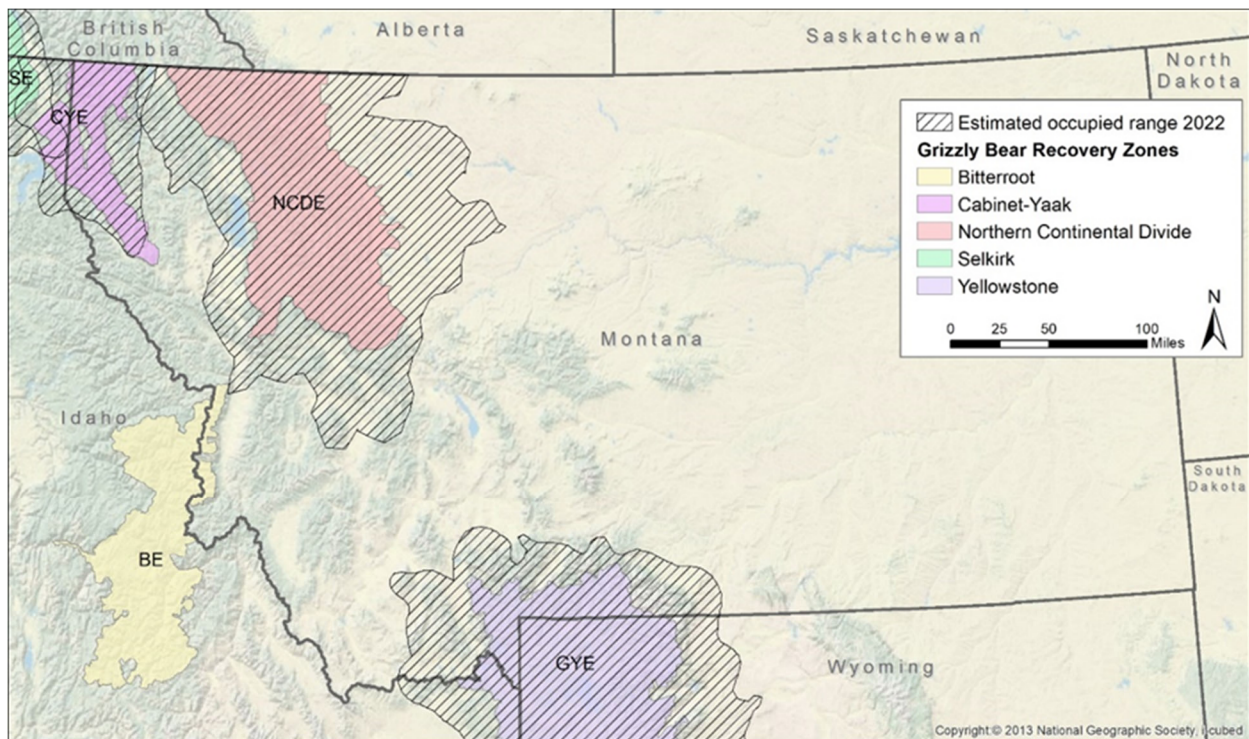 British
Columbia
Alberta
Saskatchewan
North
Dakota
SE
CYE
Estimated occupied range 2022
Grizzly Bear Recovery Zones
Bitterroot
Cabinet-Yaak
NCDE
Northern Continental Divide
Selkirk
Yellowstone
N
0 25 50 100
Miles
Montana
Idaho
South
Dakota
BE
GYE
Wyoming
Copyright:© 2013 National Geographic Society, i-cubed